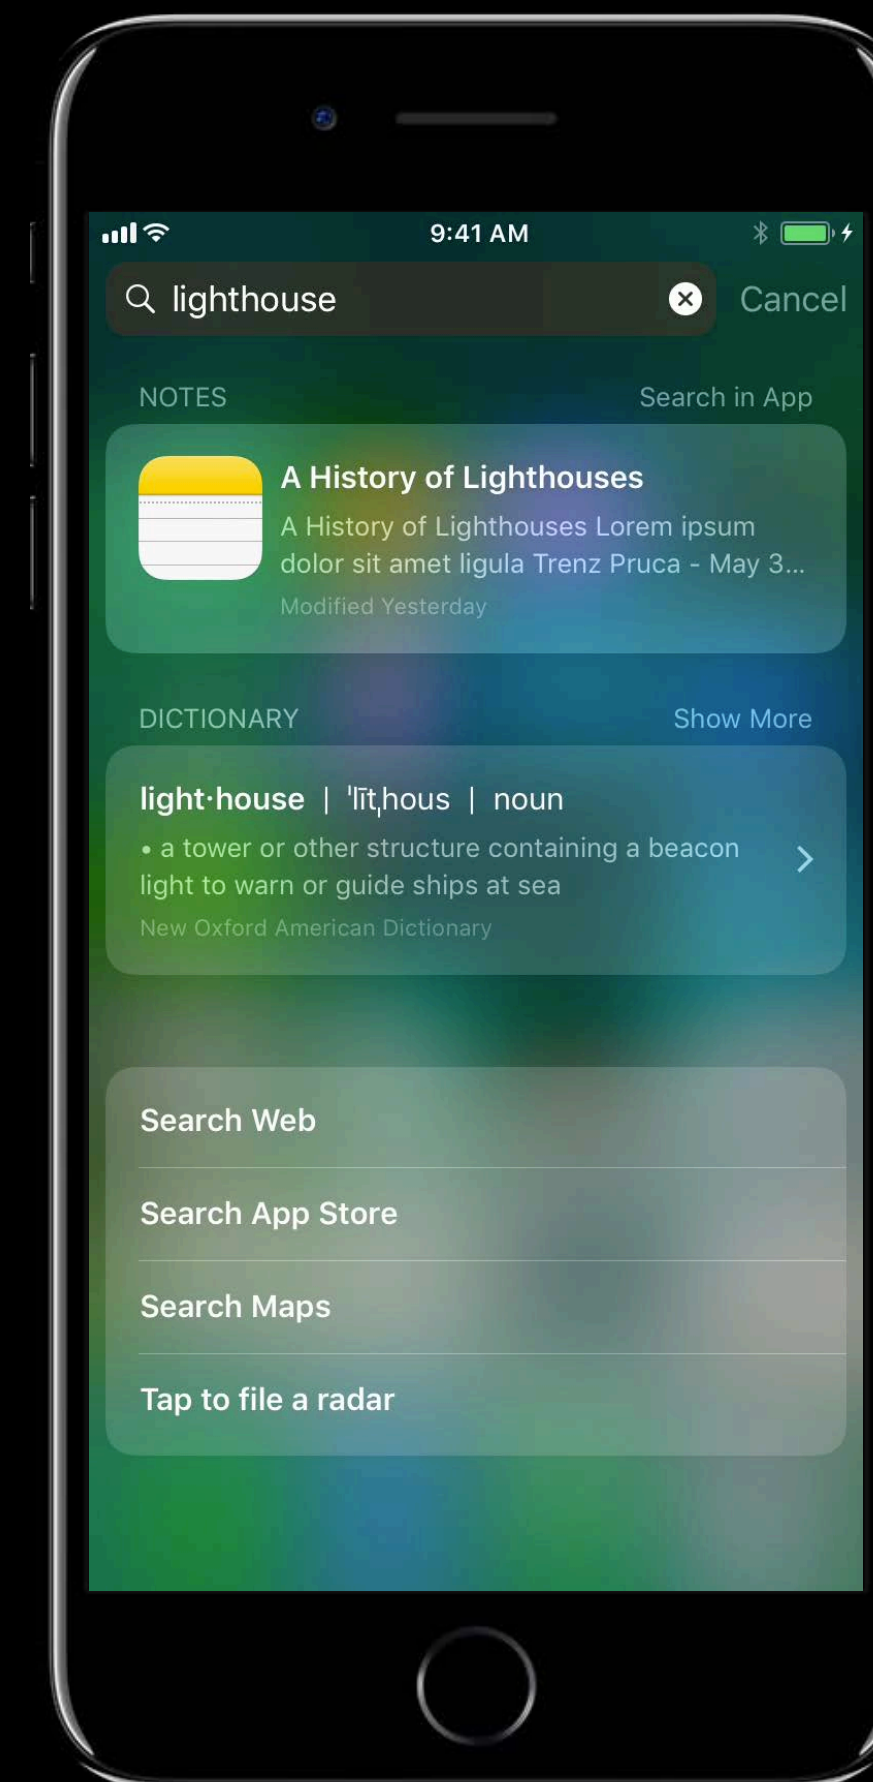 9:41 AM
lighthouse
Cancel
NOTES Search in App
A History of Lighthouses
A History of Lighthouses Lorem ipsum
dolor sit amet ligula Trenz Pruca - May 3...
Modified Yesterday
DICTIONARY Show More
light·house | ˈlītˌhous | noun
• a tower or other structure containing a beacon
light to warn or guide ships at sea
New Oxford American Dictionary
Search Web
Search App Store
Search Maps
Tap to file a radar